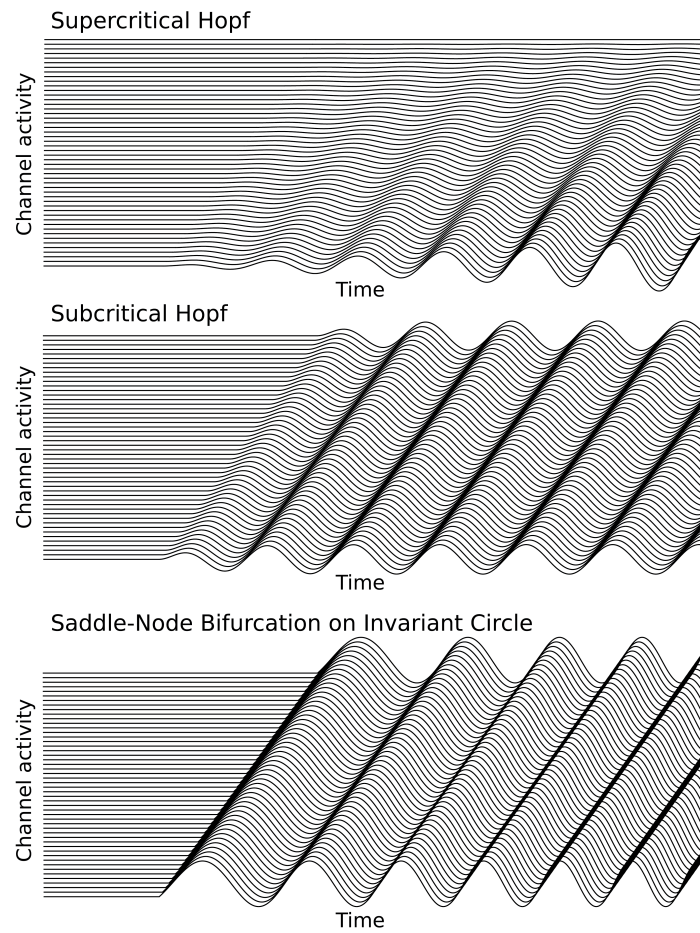 Supercritical Hopf
Channel activity
Time
Subcritical Hopf
Channel activity
Time
Saddle-Node Bifurcation on Invariant Circle
Channel activity
Time